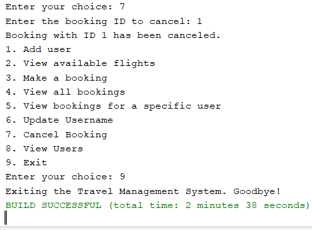 Enter your choice: 7
Enter the booking ID to cancel: 1
Booking with ID 1 has been canceled.
1. Add user
2. View available flights
3. Make a booking
4. View all bookings
5. View bookings for a specific user
6. Update Username
7. Cancel Booking
8. View Users
9. Exit
Enter your choice: 9
Exiting the Travel Management System. Goodbye!
BUILD SUCCESSFUL (total time: 2 minutes 38 seconds)